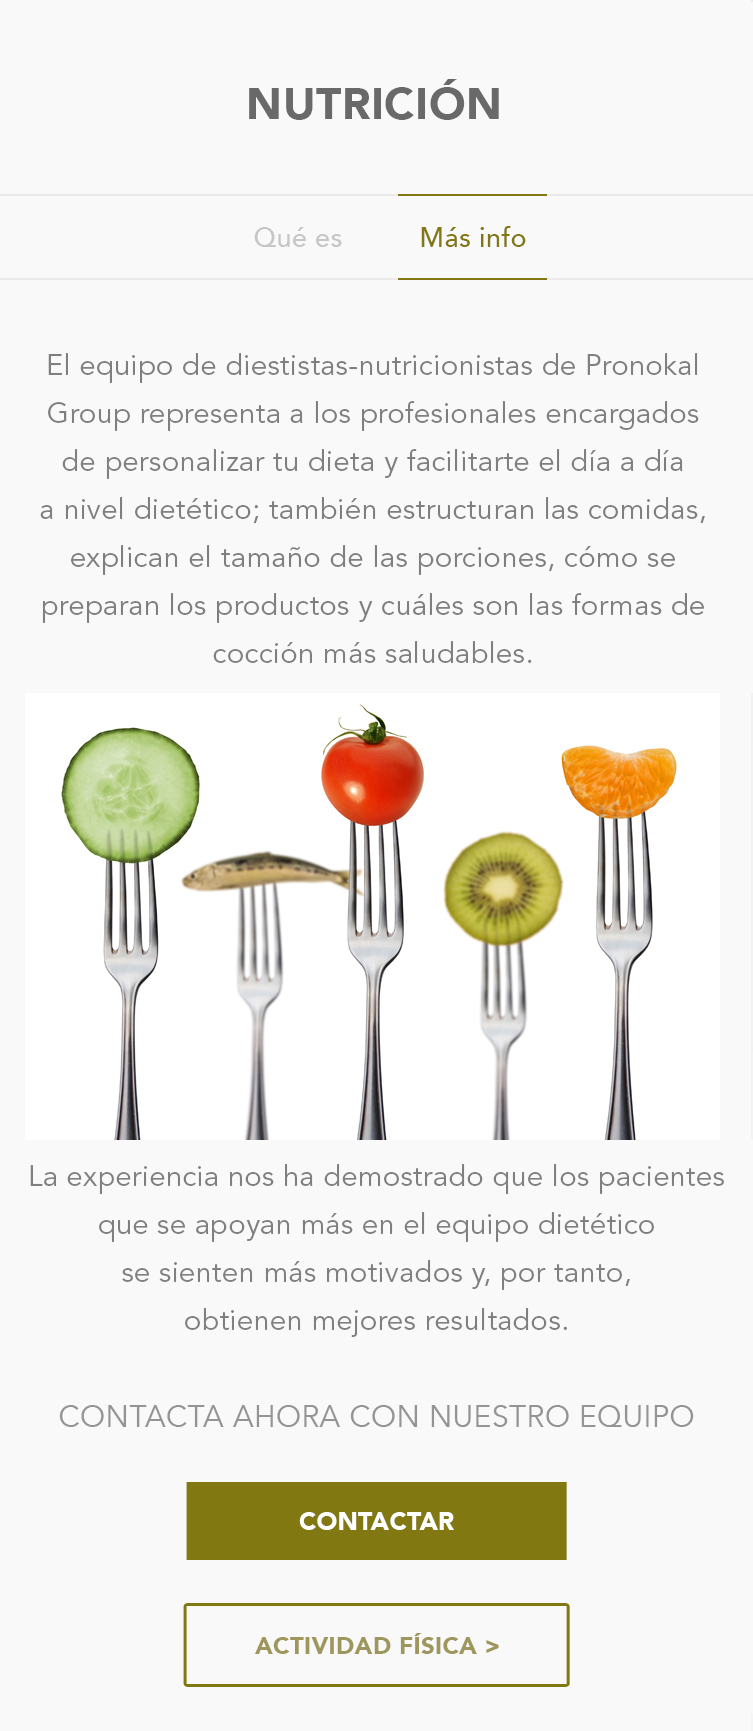 NUTRICIÓN
Qué es
Más info
El equipo de diestistas-nutricionistas de Pronokal
Group representa a los profesionales encargados
de personalizar tu dieta y facilitarte el día a día
a nivel dietético; también estructuran las comidas,
explican el tamaño de las porciones, cómo se
preparan los productos y cuáles son las formas de
cocción más saludables.
La experiencia nos ha demostrado que los pacientes
que se apoyan más en el equipo dietético
se sienten más motivados y, por tanto,
obtienen mejores resultados.
CONTACTA AHORA CON NUESTRO EQUIPO
CONTACTAR
ACTIVIDAD FÍSICA >